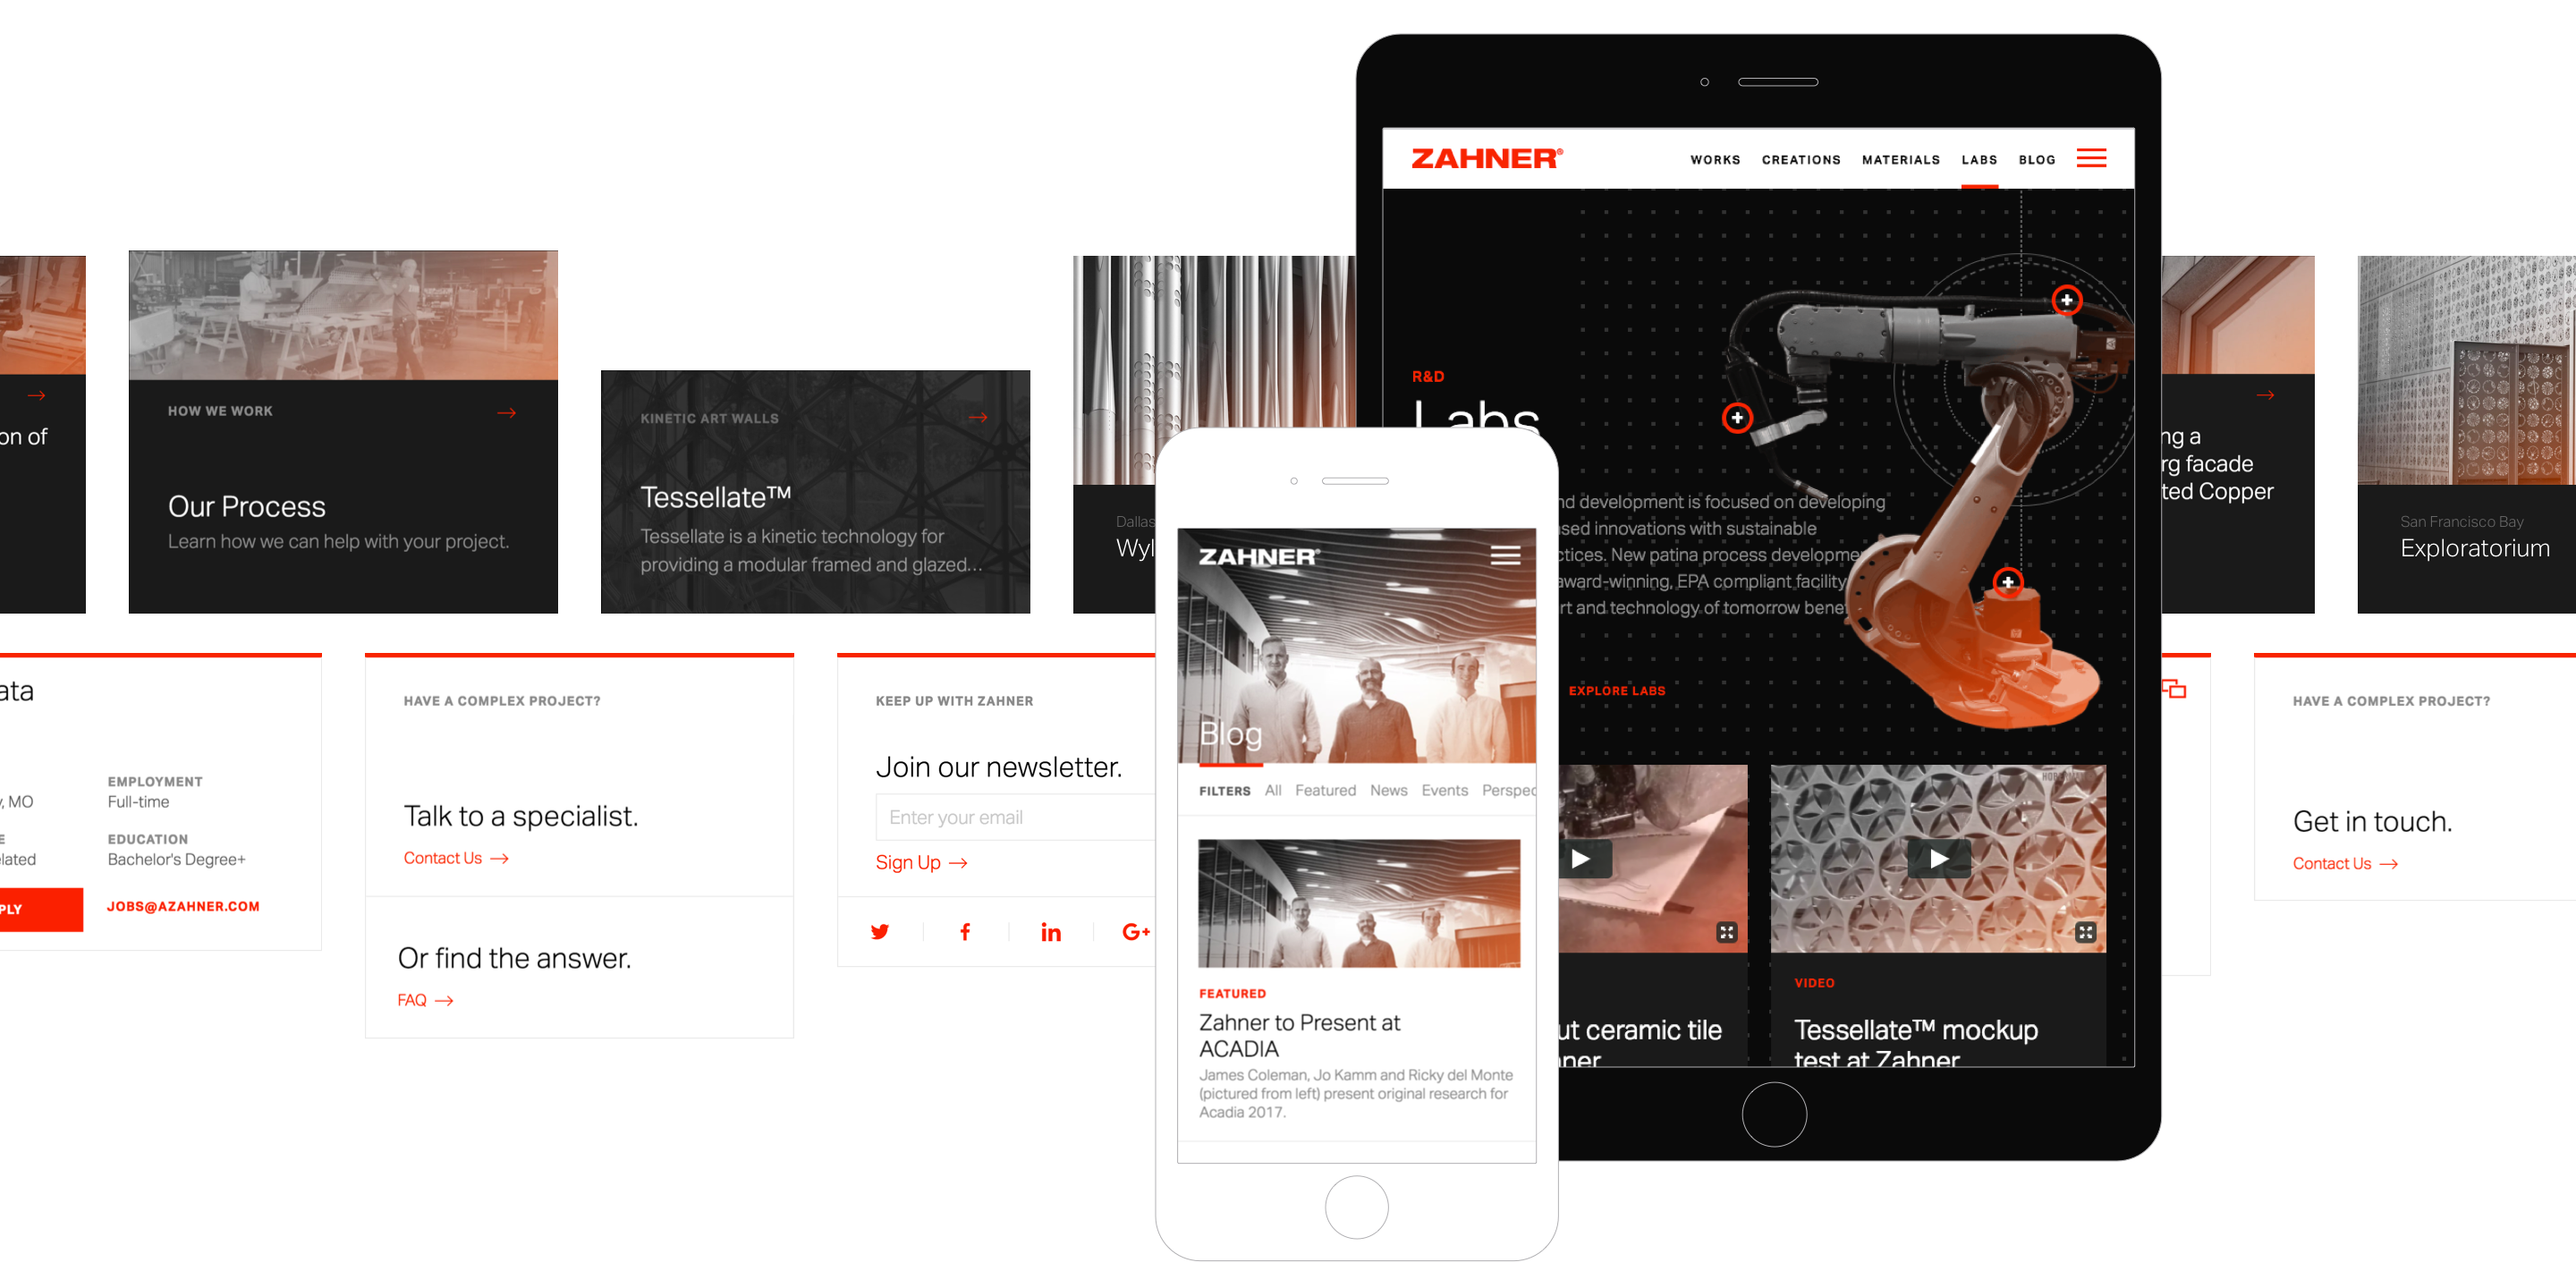 on of
HOW WE WORK
Our Process
Learn how we can help with your project.
KINETIC ART WALLS
Tessellate™
Tessellate is a kinetic technology for
providing a modular framed and glazed...
Dallas
Wyl
ZAHNER®
WORKS CREATIONS MATERIALS LABS BLOG
R&D
Labs
nd development is focused on developing
sed innovations with sustainable
ctices. New patina process developme
award-winning, EPA compliant facility
rt and technology of tomorrow bene
EXPLORE LABS
ut ceramic tile
ner
VIDEO
Tessellate™ mockup
test at Zahner
ng a
rg facade
ted Copper
San Francisco Bay
Exploratorium
ata
, MO
EMPLOYMENT
Full-time
E
elated
EDUCATION
Bachelor's Degree+
PLY
JOBS@AZAHNER.COM
HAVE A COMPLEX PROJECT?
Talk to a specialist.
Contact Us →
Or find the answer.
FAQ →
KEEP UP WITH ZAHNER
Join our newsletter.
Enter your email
Sign Up →
f in G+
ZAHNER®
Blog
FILTERS All Featured News Events Perspec
FEATURED
Zahner to Present at
ACADIA
James Coleman, Jo Kamm and Ricky del Monte
(pictured from left) present original research for
Acadia 2017.
HAVE A COMPLEX PROJECT?
Get in touch.
Contact Us →